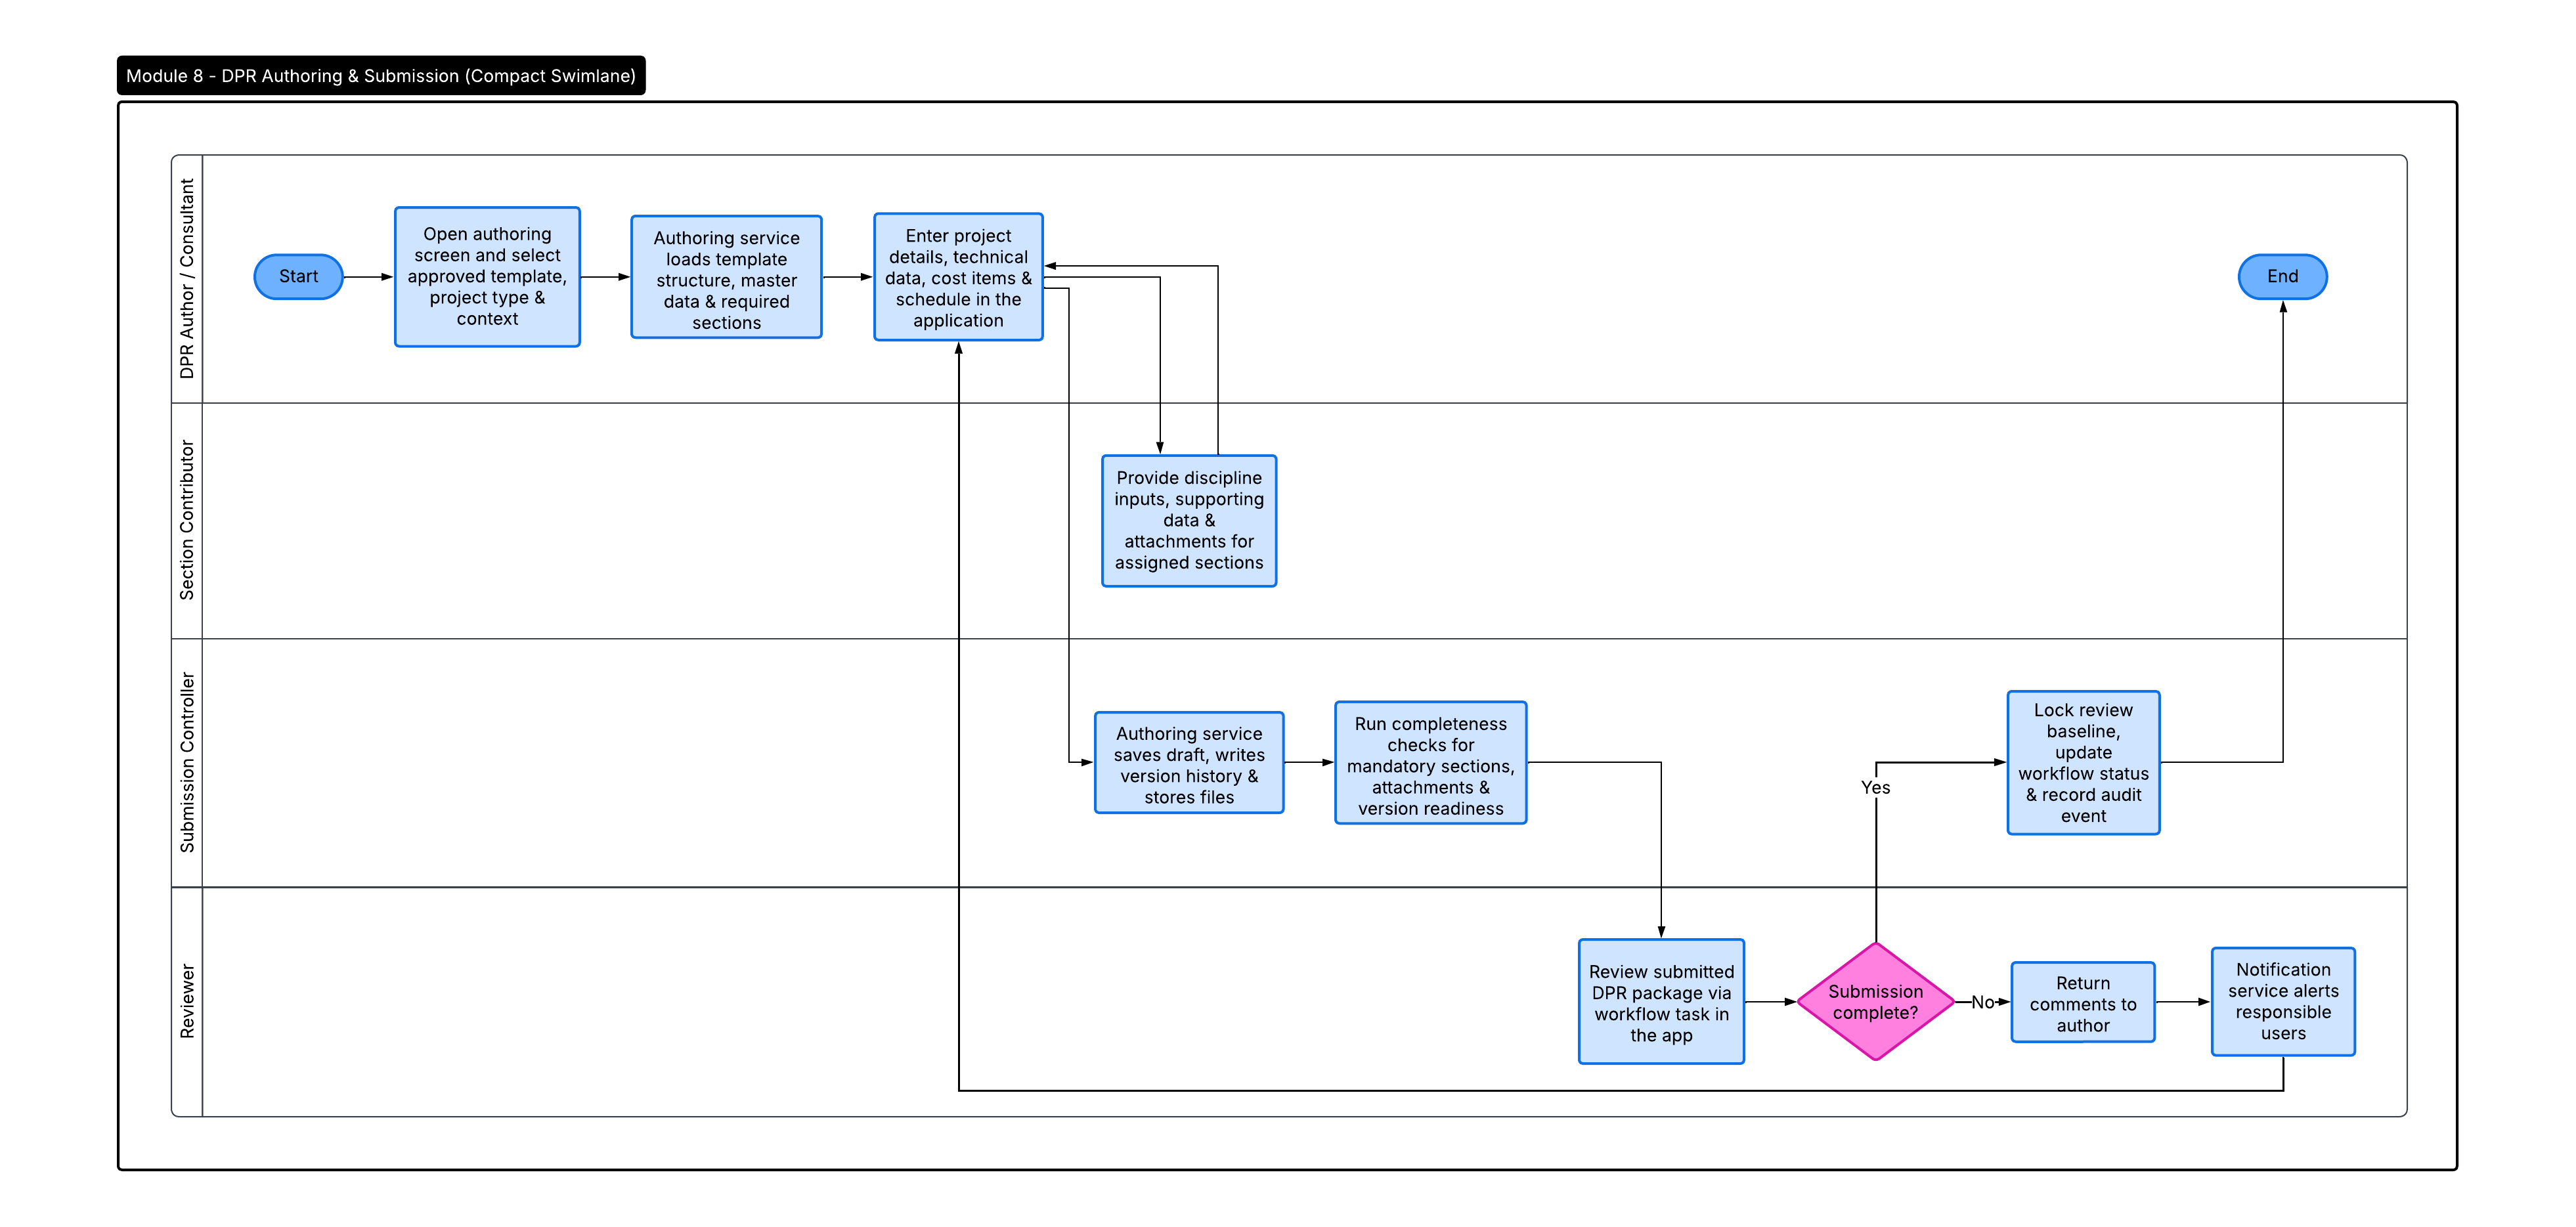 Module 8 - DPR Authoring & Submission (Compact Swimlane)
DPR Author / Consultant
Start
Open authoring
screen and select
approved template,
project type &
context
Authoring service
loads template
structure, master
data & required
sections
Enter project
details, technical
data, cost items &
schedule in the
application
End
Section Contributor
Provide discipline
inputs, supporting
data &
attachments for
assigned sections
Submission Controller
Authoring service
saves draft, writes
version history &
stores files
Run completeness
checks for
mandatory sections,
attachments &
version readiness
Yes
Lock review
baseline,
update
workflow status
& record audit
event
Reviewer
Review submitted
DPR package via
workflow task in
the app
Submission
complete?
No
Return
comments to
author
Notification
service alerts
responsible
users